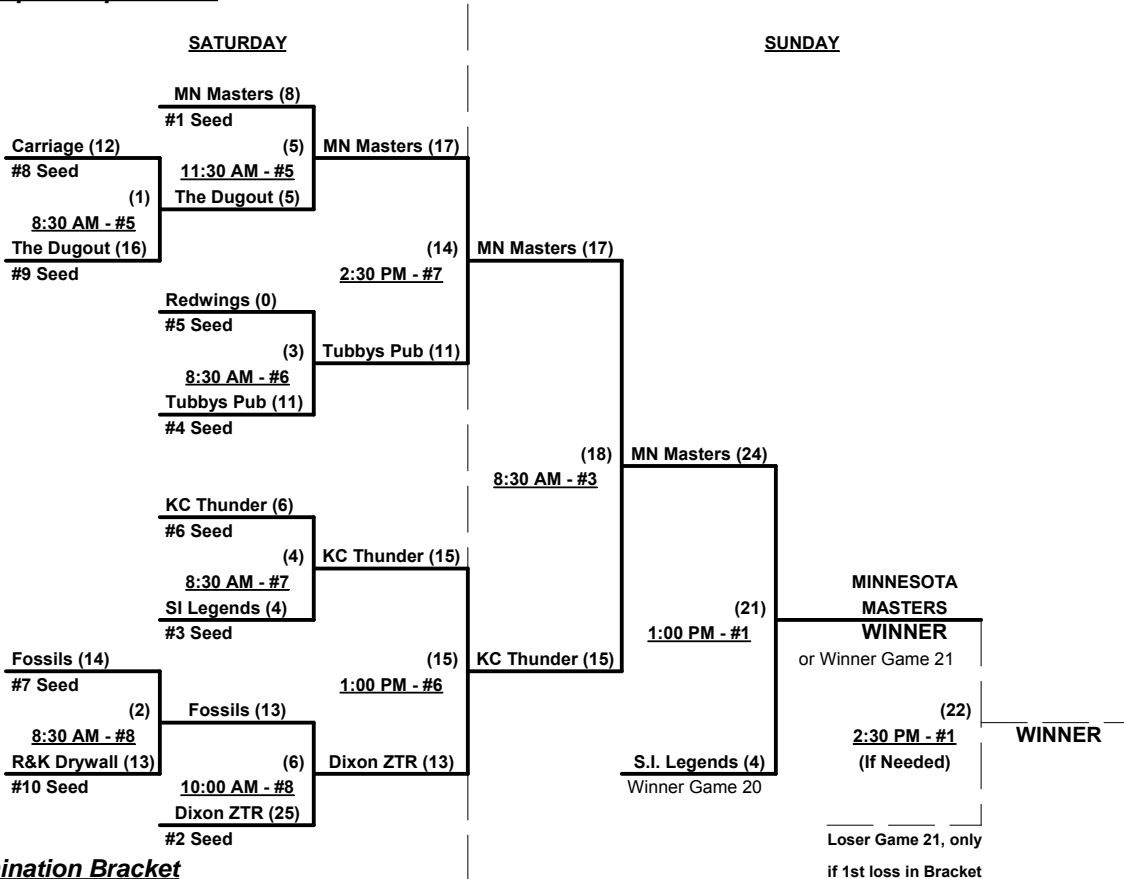 SATURDAY
SUNDAY
MN Masters (8)
#1 Seed
Carriage (12)
#8 Seed
(5)
11:30 AM - #5
MN Masters (17)
(1)
8:30 AM - #5
The Dugout (5)
The Dugout (16)
#9 Seed
(14)
2:30 PM - #7
MN Masters (17)
Redwings (0)
#5 Seed
(3)
8:30 AM - #6
Tubbys Pub (11)
Tubbys Pub (11)
#4 Seed
(18)
8:30 AM - #3
MN Masters (24)
KC Thunder (6)
#6 Seed
(4)
8:30 AM - #7
KC Thunder (15)
SI Legends (4)
#3 Seed
(21)
1:00 PM - #1
MINNESOTA
MASTERS
WINNER
or Winner Game 21
Fossils (14)
#7 Seed
(15)
1:00 PM - #6
KC Thunder (15)
(2)
8:30 AM - #8
Fossils (13)
R&K Drywall (13)
#10 Seed
(6)
10:00 AM - #8
Dixon ZTR (13)
Dixon ZTR (25)
#2 Seed
S.I. Legends (4)
Winner Game 20
(22)
2:30 PM - #1
(If Needed)
WINNER
Loser Game 21, only
if 1st loss in Bracket
Bracket